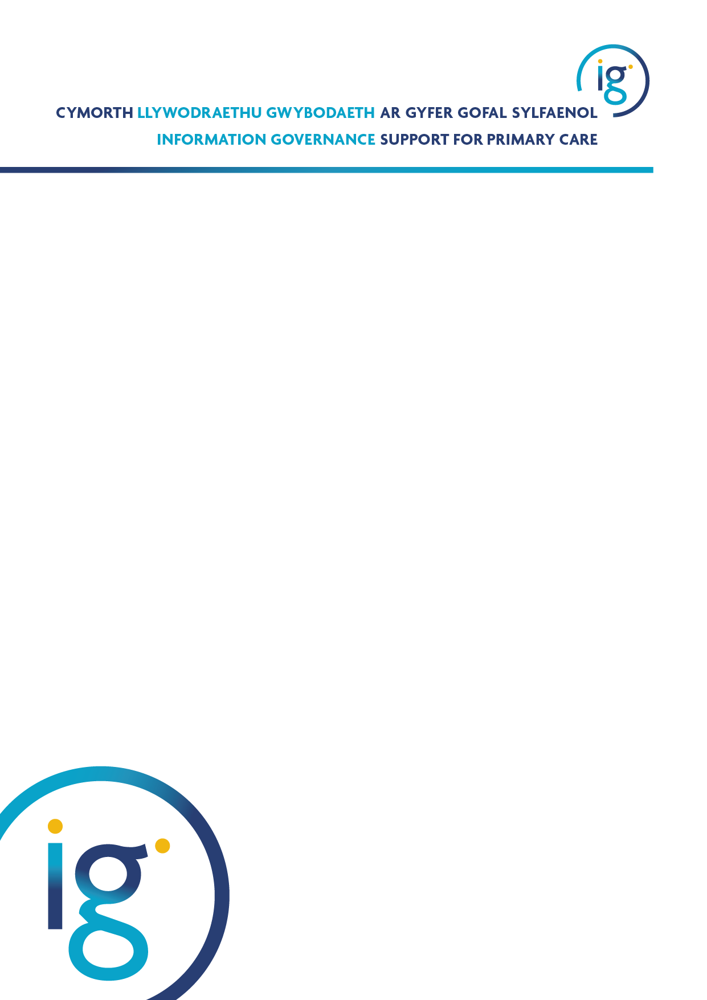 ig
CYMORTH LLYWODRAETHU GWYBODAETH AR GYFER GOFAL SYLFAENOL
INFORMATION GOVERNANCE SUPPORT FOR PRIMARY CARE
ig